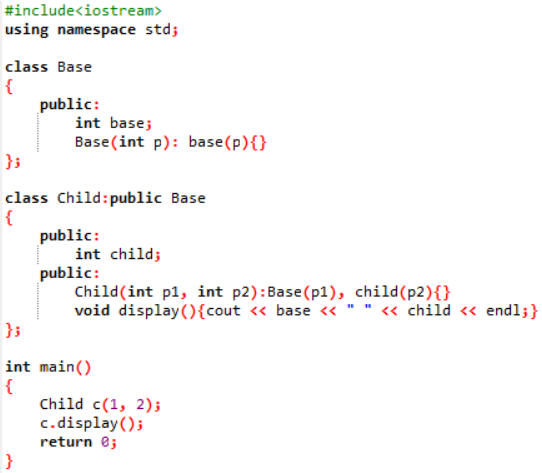 #include<iostream>
using namespace std;

class Base
{
    public:
        int base;
        Base(int p): base(p){}
};

class Child:public Base
{
    public:
        int child;
    public:
        Child(int p1, int p2):Base(p1), child(p2){}
        void display(){cout << base << " " << child << endl;}
};

int main()
{
    Child c(1, 2);
    c.display();
    return 0;
}